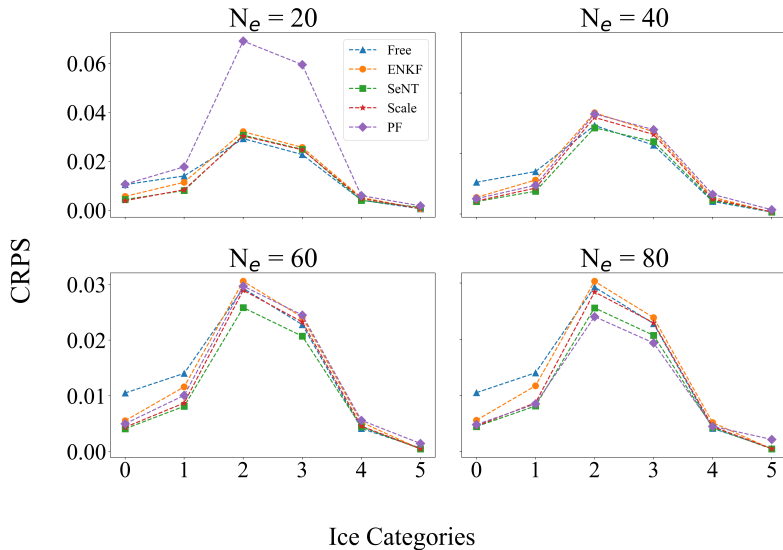 N_e = 20
N_e = 40
Free
ENKF
SeNT
Scale
PF
0.06
0.04
0.02
0.00
CRPS
N_e = 60
N_e = 80
0.03
0.02
0.01
0.00
0 1 2 3 4 5
0 1 2 3 4 5
Ice Categories